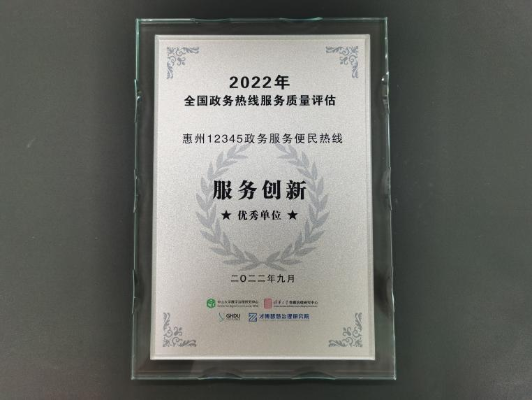 2022年
全国政务热线服务质量评估
惠州12345政务服务便民热线
服务创新
★ 优秀单位 ★
二〇二二年九月